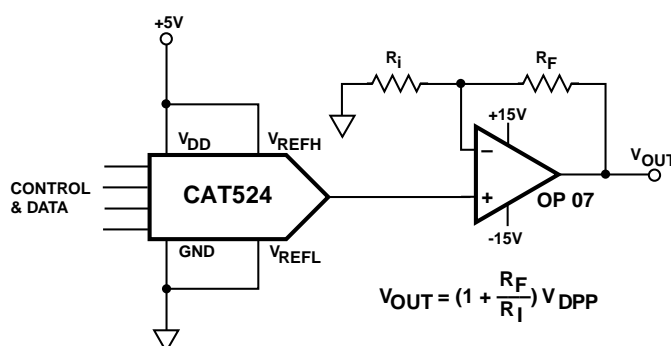 +5V
Ri
RF
VDD
VREFH
+15V
–
VOUT
CONTROL
& DATA
CAT524
+
OP 07
GND
VREFL
-15V
VOUT = (1 + RF/RI) VDPP